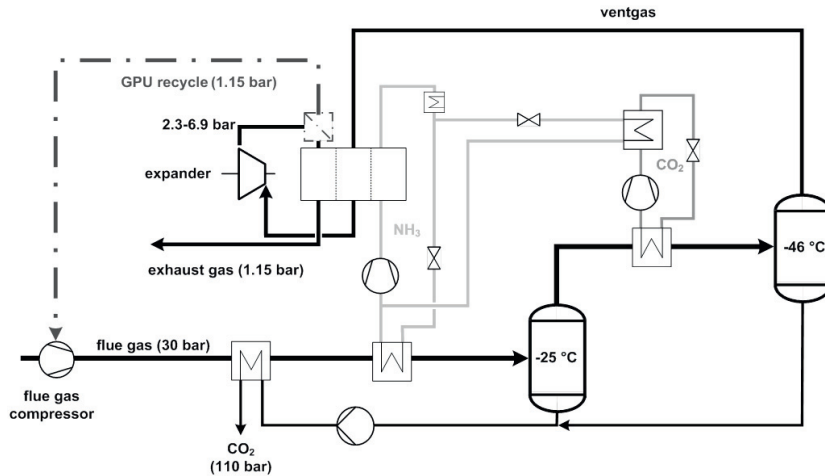 ventgas
GPU recycle (1.15 bar)
2.3-6.9 bar
expander
CO₂
NH₃
-46 °C
exhaust gas (1.15 bar)
flue gas (30 bar)
-25 °C
flue gas
compressor
CO₂
(110 bar)